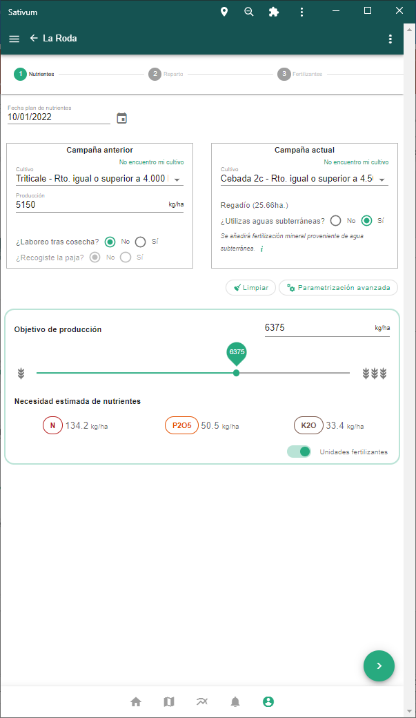 Sativum
La Roda
1 Nutrientes
2 Reparto
3 Fertilizantes
Fecha plan de nutrientes
10/01/2022
Campaña anterior
No encuentro mi cultivo
Cultivo
Triticale - Rto. igual o superior a 4.000
Producción
5150 kg/ha
¿Laboreo tras cosecha? No Sí
¿Recogiste la paja? No Sí
Campaña actual
No encuentro mi cultivo
Cultivo
Cebada 2c - Rto. igual o superior a 4.5
Regadío (25.66ha.)
¿Utilizas aguas subterráneas? No Sí
Se añadirá fertilización mineral proveniente de agua
subterránea i
Limpiar
Parametrización avanzada
Objetivo de producción
6375 kg/ha
6375
Necesidad estimada de nutrientes
N 134.2 kg/ha
P2O5 50.5 kg/ha
K2O 33.4 kg/ha
Unidades fertilizantes